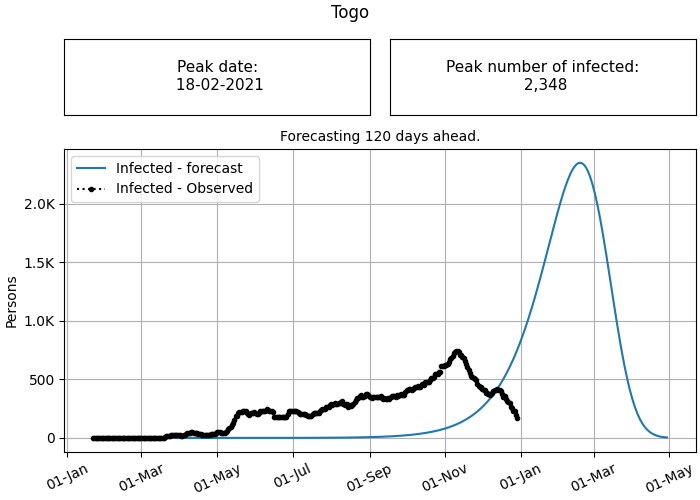 Togo
Peak date:
18-02-2021
Peak number of infected:
2,348
Forecasting 120 days ahead.
Infected - forecast
Infected - Observed
2.0K
1.5K
1.0K
500
0
Persons
01-Jan
01-Mar
01-May
01-Jul
01-Sep
01-Nov
01-Jan
01-Mar
01-May